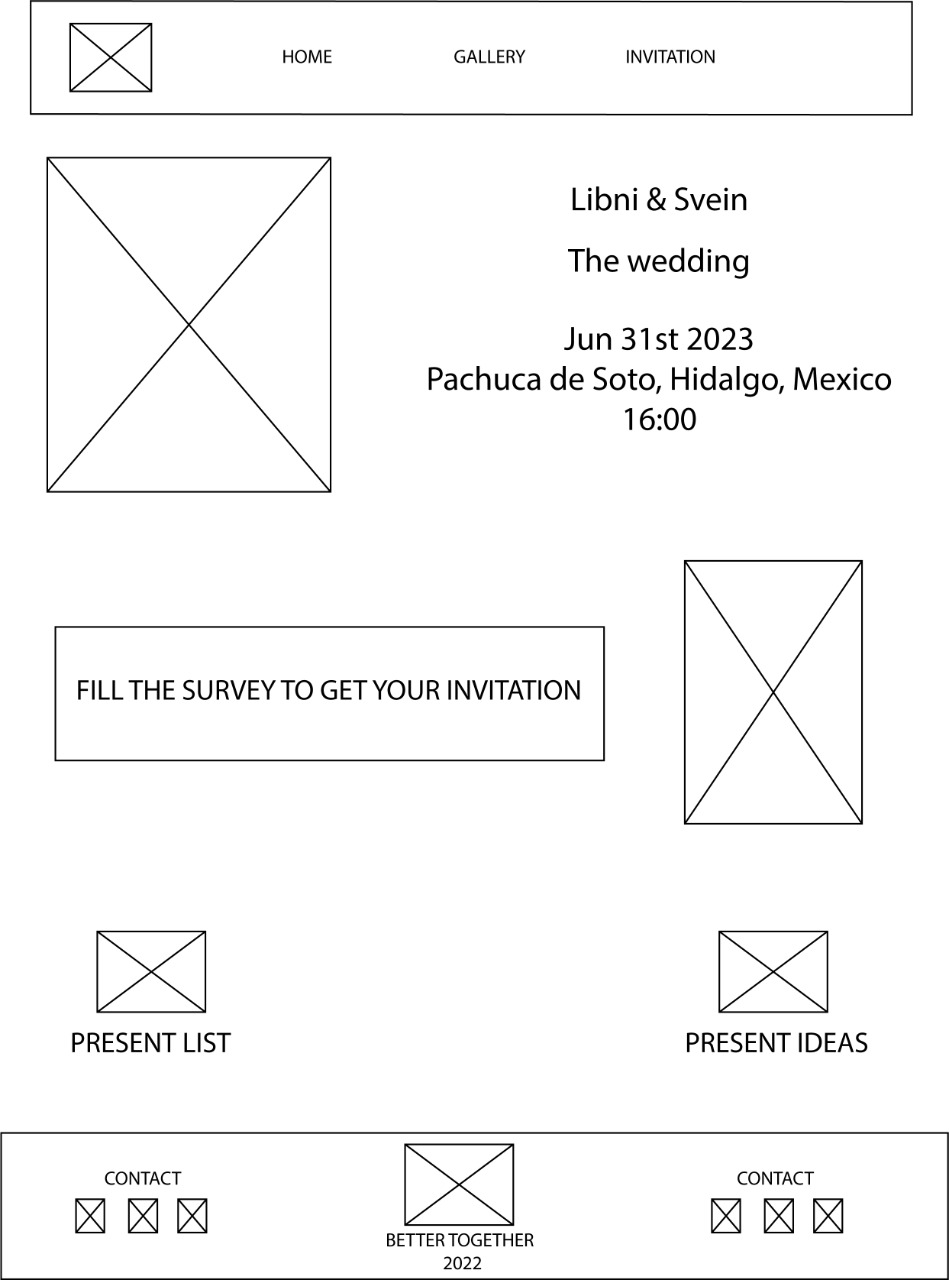 HOME
GALLERY
INVITATION
Libni & Svein
The wedding
Jun 31st 2023
Pachuca de Soto, Hidalgo, Mexico
16:00
FILL THE SURVEY TO GET YOUR INVITATION
PRESENT LIST
PRESENT IDEAS
CONTACT
BETTER TOGETHER
2022
CONTACT